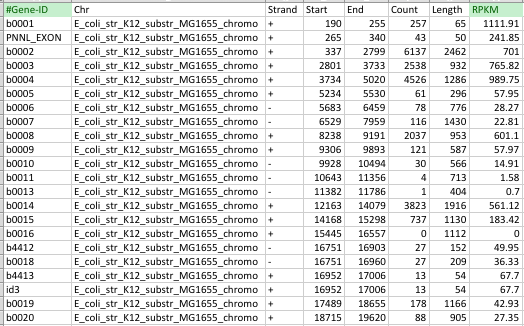 #Gene-ID Chr Strand Start End Count Length RPKM
b0001 E_coli_str_K12_substr_MG1655_chromo + 190 255 257 65 1111.91
PNNL_EXON E_coli_str_K12_substr_MG1655_chromo + 265 340 43 50 241.85
b0002 E_coli_str_K12_substr_MG1655_chromo + 337 2799 6137 2462 701
b0003 E_coli_str_K12_substr_MG1655_chromo + 2801 3733 2538 932 765.82
b0004 E_coli_str_K12_substr_MG1655_chromo + 3734 5020 4526 1286 989.75
b0005 E_coli_str_K12_substr_MG1655_chromo + 5234 5530 61 296 57.95
b0006 E_coli_str_K12_substr_MG1655_chromo - 5683 6459 78 776 28.27
b0007 E_coli_str_K12_substr_MG1655_chromo - 6529 7959 116 1430 22.81
b0008 E_coli_str_K12_substr_MG1655_chromo + 8238 9191 2037 953 601.1
b0009 E_coli_str_K12_substr_MG1655_chromo + 9306 9893 121 587 57.97
b0010 E_coli_str_K12_substr_MG1655_chromo - 9928 10494 30 566 14.91
b0011 E_coli_str_K12_substr_MG1655_chromo - 10643 11356 4 713 1.58
b0013 E_coli_str_K12_substr_MG1655_chromo - 11382 11786 1 404 0.7
b0014 E_coli_str_K12_substr_MG1655_chromo + 12163 14079 3823 1916 561.12
b0015 E_coli_str_K12_substr_MG1655_chromo + 14168 15298 737 1130 183.42
b0016 E_coli_str_K12_substr_MG1655_chromo + 15445 16557 0 1112 0
b4412 E_coli_str_K12_substr_MG1655_chromo - 16751 16903 27 152 49.95
b0018 E_coli_str_K12_substr_MG1655_chromo - 16751 16960 27 209 36.33
b4413 E_coli_str_K12_substr_MG1655_chromo + 16952 17006 13 54 67.7
id3 E_coli_str_K12_substr_MG1655_chromo + 16952 17006 13 54 67.7
b0019 E_coli_str_K12_substr_MG1655_chromo + 17489 18655 178 1166 42.93
b0020 E_coli_str_K12_substr_MG1655_chromo + 18715 19620 88 905 27.35